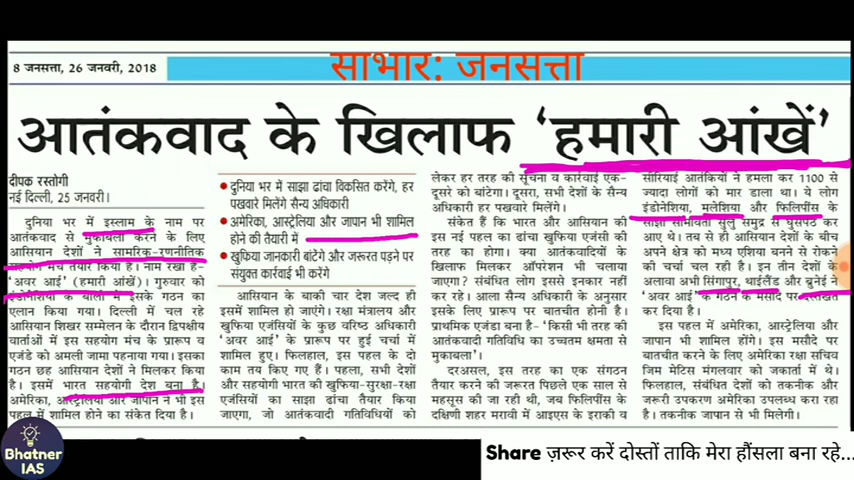 8 जनसत्ता, 26 जनवरी, 2018
साभार: जनसत्ता
आतंकवाद के खिलाफ 'हमारी आंखें'
दीपक रस्तोगी
नई दिल्ली, 25 जनवरी।
दुनिया भर में इस्लाम के नाम पर
आतंकवाद से मुकाबला करने के लिए
आसियान देशों ने सामरिक-रणनीतिक
सहयोग मंच तैयार किया है। नाम रखा है-
'अवर आई' (हमारी आंखें)। गुरुवार को
इंडोनेशिया के बाली में इसके गठन का
एलान किया गया। दिल्ली में चल रहे
आसियान शिखर सम्मेलन के दौरान द्विपक्षीय
वार्ताओं में इस सहयोग मंच के प्रारूप व
एजंडे को अमली जामा पहनाया गया। इसका
गठन छह आसियान देशों ने मिलकर किया
है। इसमें भारत सहयोगी देश बना है।
अमेरिका, आस्ट्रेलिया और जापान ने भी इस
पहल में शामिल होने का संकेत दिया है।
● दुनिया भर में साझा ढांचा विकसित करेंगे, हर
पखवारे मिलेंगे सैन्य अधिकारी
● अमेरिका, आस्ट्रेलिया और जापान भी शामिल
होने की तैयारी में
● खुफिया जानकारी बांटेंगे और जरूरत पड़ने पर
संयुक्त कार्रवाई भी करेंगे
आसियान के बाकी चार देश जल्द ही
इसमें शामिल हो जाएंगे। रक्षा मंत्रालय और
खुफिया एजंसियों के कुछ वरिष्ठ अधिकारी
'अवर आई' के प्रारूप पर हुई चर्चा में
शामिल हुए। फिलहाल, इस पहल के दो
काम तय किए गए हैं। पहला, सभी देशों
और सहयोगी भारत की खुफिया-सुरक्षा-रक्षा
एजंसियों का साझा ढांचा तैयार किया
जाएगा, जो आतंकवादी गतिविधियों को
लेकर हर तरह की सूचना व कार्रवाई एक-
दूसरे को बांटेगा। दूसरा, सभी देशों के सैन्य
अधिकारी हर पखवारे मिलेंगे।
संकेत हैं कि भारत और आसियान की
इस नई पहल का ढांचा खुफिया एजंसी की
तरह का होगा। क्या आतंकवादियों के
खिलाफ मिलकर ऑपरेशन भी चलाया
जाएगा? संबंधित लोग इससे इनकार नहीं
कर रहे। आला सैन्य अधिकारी के अनुसार
इसके लिए प्रारूप पर बातचीत होनी है।
प्राथमिक एजंडा बना है- 'किसी भी तरह की
आतंकवादी गतिविधि का उच्चतम क्षमता से
मुकाबला'।
दरअसल, इस तरह का एक संगठन
तैयार करने की जरूरत पिछले एक साल से
महसूस की जा रही थी, जब फिलिपींस के
दक्षिणी शहर मरावी में आइएस के इराकी व
सीरियाई आतंकियों ने हमला कर 1100 से
ज्यादा लोगों को मार डाला था। ये लोग
इंडोनेशिया, मलेशिया और फिलिपींस के
साझा सीमावर्ती सुलु समुद्र से घुसपैठ कर
आए थे। तब से ही आसियान देशों के बीच
अपने क्षेत्र को मध्य एशिया बनने से रोकने
की चर्चा चल रही है। इन तीन देशों के
अलावा अभी सिंगापुर, थाईलैंड और ब्रुनेई ने
'अवर आई' के गठन के मसौदे पर दस्तखत
कर दिया है।
इस पहल में अमेरिका, आस्ट्रेलिया और
जापान भी शामिल होंगे। इस मसौदे पर
बातचीत करने के लिए अमेरिका रक्षा सचिव
जिम मेटिस मंगलवार को जकार्ता में थे।
फिलहाल, संबंधित देशों को तकनीक और
जरूरी उपकरण अमेरिका उपलब्ध करा रहा
है। तकनीक जापान से भी मिलेगी।
Bhatner
IAS
Share ज़रूर करें दोस्तों ताकि मेरा हौंसला बना रहे...